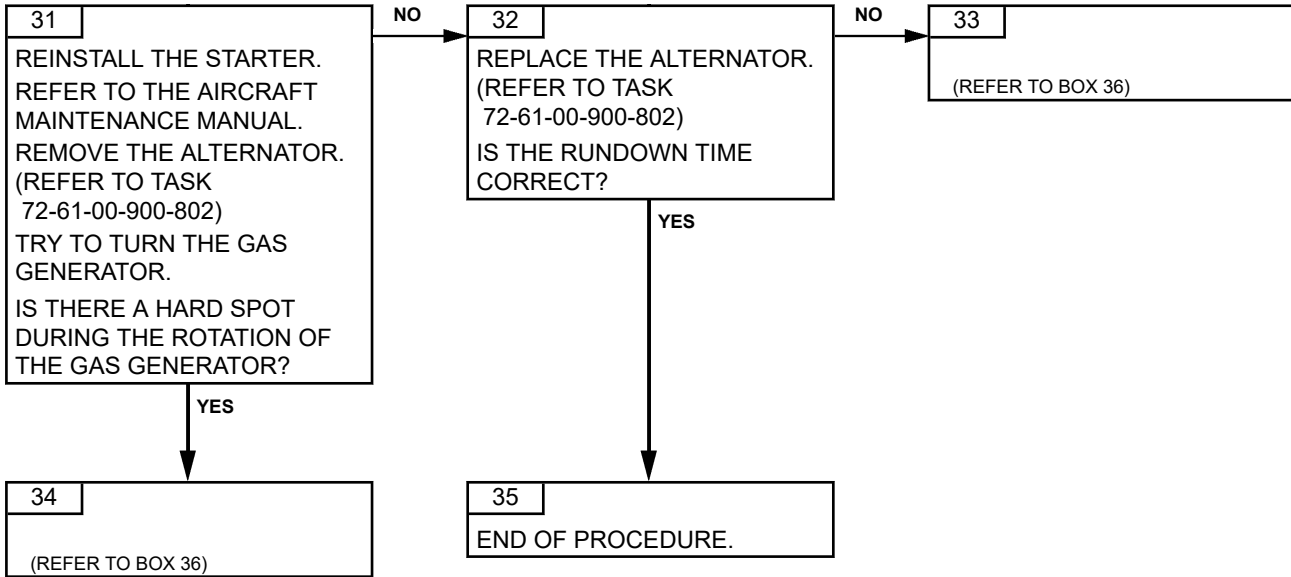 31
REINSTALL THE STARTER.
REFER TO THE AIRCRAFT
MAINTENANCE MANUAL.
REMOVE THE ALTERNATOR.
(REFER TO TASK
72-61-00-900-802)
TRY TO TURN THE GAS
GENERATOR.
IS THERE A HARD SPOT
DURING THE ROTATION OF
THE GAS GENERATOR?
NO
32
REPLACE THE ALTERNATOR.
(REFER TO TASK
72-61-00-900-802)
IS THE RUNDOWN TIME
CORRECT?
NO
33
(REFER TO BOX 36)
YES
YES
34
(REFER TO BOX 36)
35
END OF PROCEDURE.